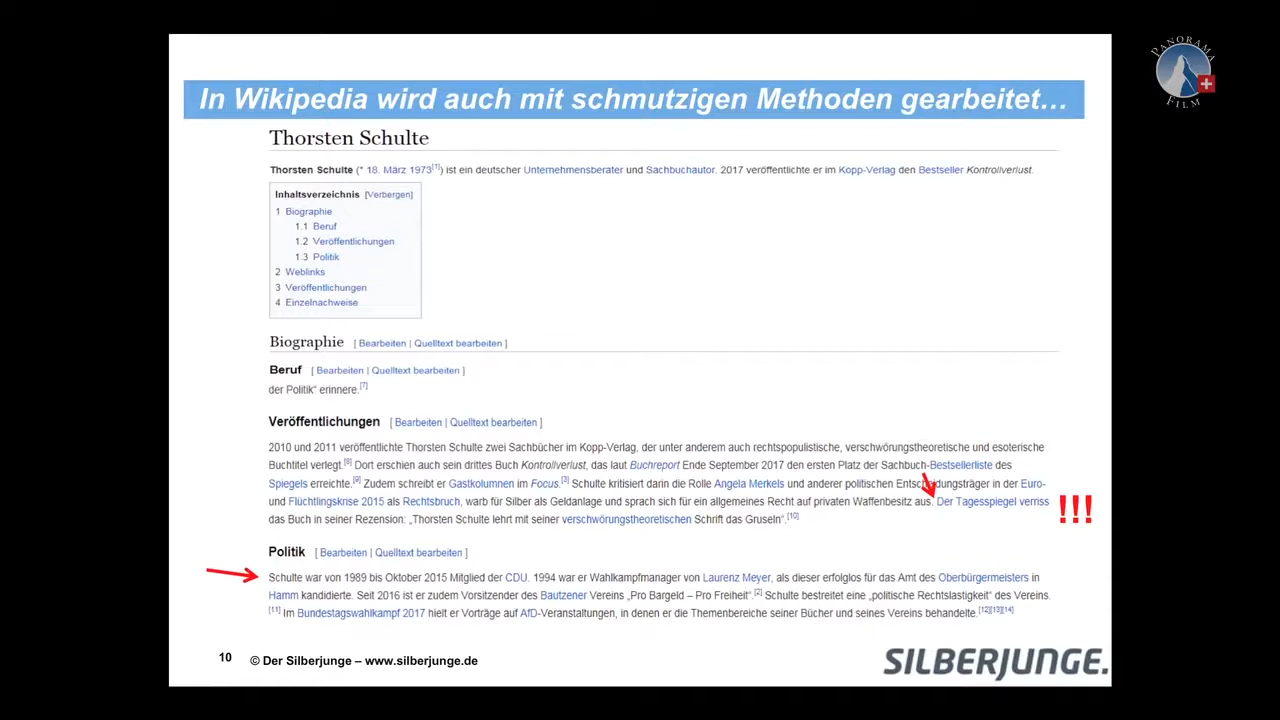 PANORAMA
FILM
In Wikipedia wird auch mit schmutzigen Methoden gearbeitet…
Thorsten Schulte
Thorsten Schulte (* 18. März 1973[1]) ist ein deutscher Unternehmensberater und Sachbuchautor. 2017 veröffentlichte er im Kopp-Verlag den Bestseller Kontrollverlust.
Inhaltsverzeichnis [Verbergen]
1 Biographie
1.1 Beruf
1.2 Veröffentlichungen
1.3 Politik
2 Weblinks
3 Veröffentlichungen
4 Einzelnachweise
Biographie [ Bearbeiten | Quelltext bearbeiten ]
Beruf [ Bearbeiten | Quelltext bearbeiten ]
der Politik“ erinnere.[7]
Veröffentlichungen [ Bearbeiten | Quelltext bearbeiten ]
2010 und 2011 veröffentlichte Thorsten Schulte zwei Sachbücher im Kopp-Verlag, der unter anderem auch rechtspopulistische, verschwörungstheoretische und esoterische
Buchtitel verlegt.[8] Dort erschien auch sein drittes Buch Kontrollverlust, das laut Buchreport Ende September 2017 den ersten Platz der Sachbuch-Bestsellerliste des
Spiegels erreichte.[9] Zudem schreibt er Gastkolumnen im Focus.[3] Schulte kritisiert darin die Rolle Angela Merkels und anderer politischen Entscheidungsträger in der Euro-
und Flüchtlingskrise 2015 als Rechtsbruch, warb für Silber als Geldanlage und sprach sich für ein allgemeines Recht auf privaten Waffenbesitz aus. Der Tagesspiegel verriss !!!
das Buch in seiner Rezension: „Thorsten Schulte lehrt mit seiner verschwörungstheoretischen Schrift das Gruseln“.[10]
Politik [ Bearbeiten | Quelltext bearbeiten ]
Schulte war von 1989 bis Oktober 2015 Mitglied der CDU. 1994 war er Wahlkampfmanager von Laurenz Meyer, als dieser erfolglos für das Amt des Oberbürgermeisters in
Hamm kandidierte. Seit 2016 ist er zudem Vorsitzender des Bautzener Vereins „Pro Bargeld – Pro Freiheit“.[2] Schulte bestreitet eine „politische Rechtslastigkeit“ des Vereins.
[11] Im Bundestagswahlkampf 2017 hielt er Vorträge auf AfD-Veranstaltungen, in denen er die Themenbereiche seiner Bücher und seines Vereins behandelte.[12][13][14]
10 © Der Silberjunge – www.silberjunge.de
SILBERJUNGE.